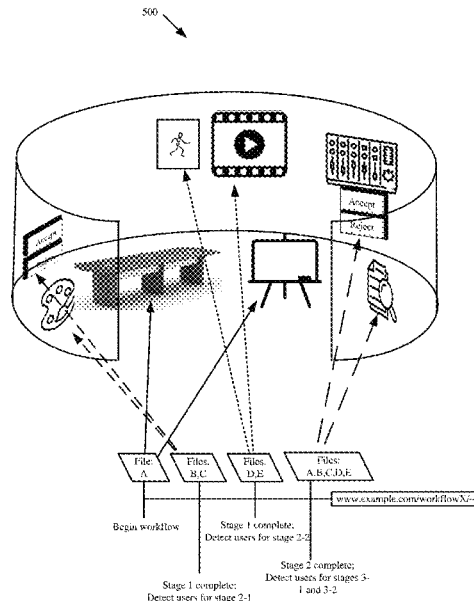 500
Accept
Reject
Accept
File:
A
Files:
B,C
Files:
D,E
Files:
A,B,C,D,E
www.example.com/workflowX/
Begin workflow
Stage 1 complete;
Detect users for stage 2-2
Stage 1 complete;
Detect users for stage 2-1
Stage 2 complete;
Detect users for stages 3-
1 and 3-2